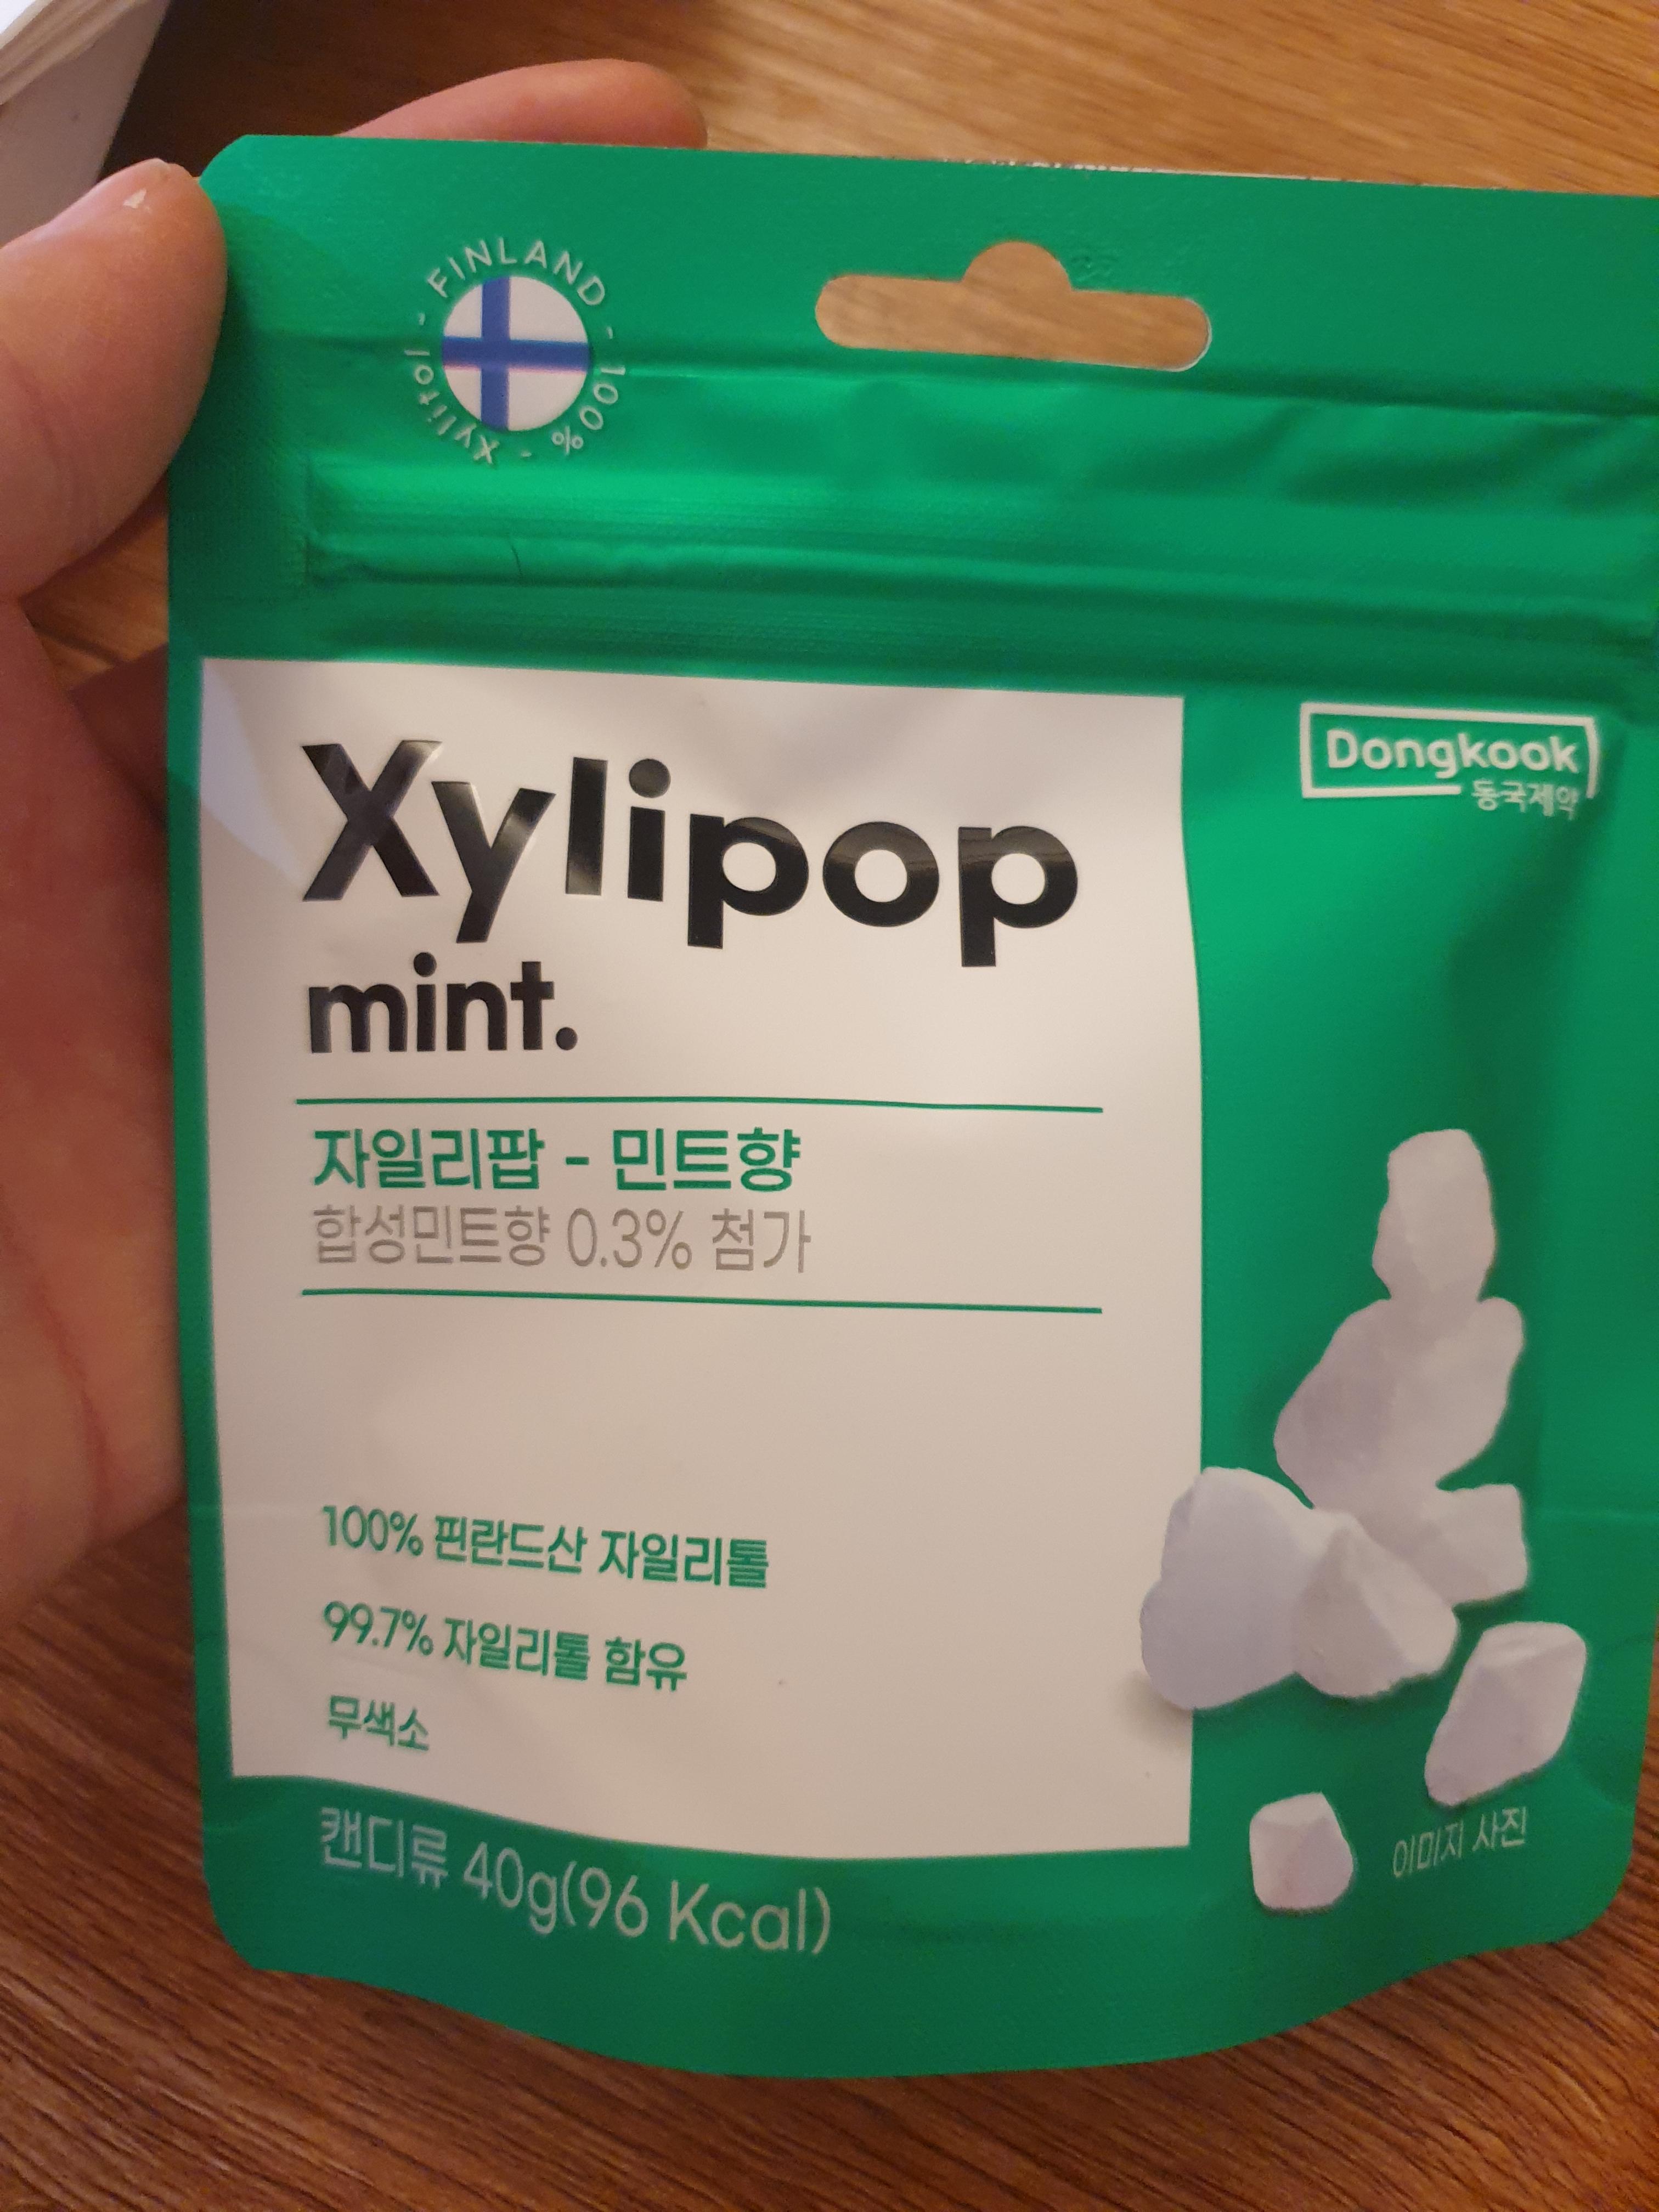 FINLAND - 100% - Xylitol -
Dongkook
동국제약
Xylipop
mint.
자일리팝 - 민트향
합성민트향 0.3% 첨가
100% 핀란드산 자일리톨
99.7% 자일리톨 함유
무색소
캔디류 40g(96 Kcal)
이미지 사진